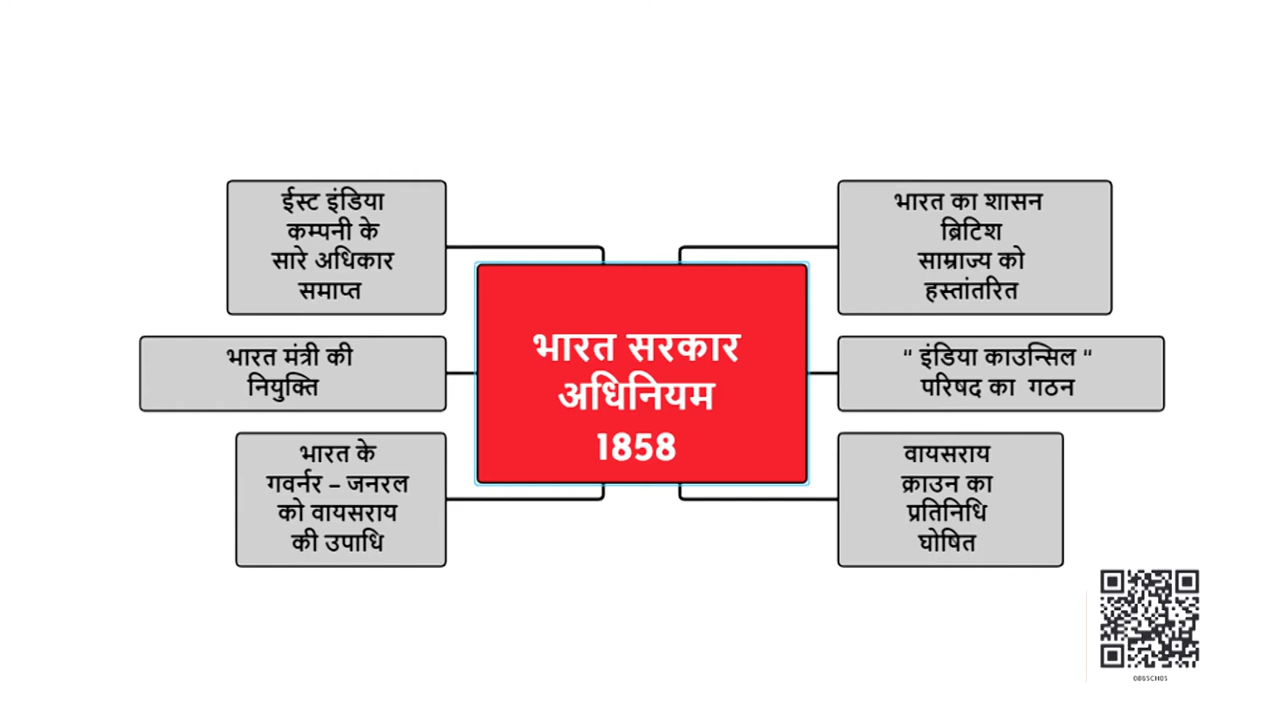 ईस्ट इंडिया
कम्पनी के
सारे अधिकार
समाप्त
भारत मंत्री की
नियुक्ति
भारत के
गवर्नर – जनरल
को वायसराय
की उपाधि
भारत सरकार
अधिनियम
1858
भारत का शासन
ब्रिटिश
साम्राज्य को
हस्तांतरित
“ इंडिया काउन्सिल “
परिषद का गठन
वायसराय
क्राउन का
प्रतिनिधि
घोषित
0865CH05